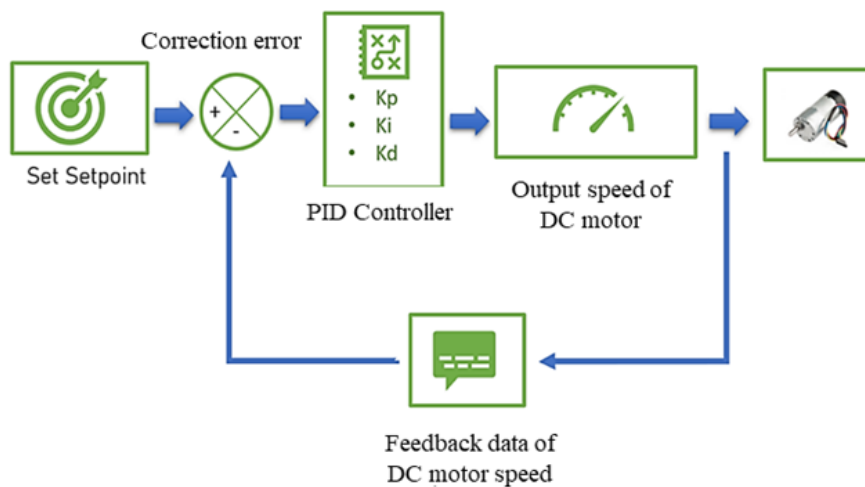 Correction error
+
-
Set Setpoint
• Kp
• Ki
• Kd
PID Controller
Output speed of
DC motor
Feedback data of
DC motor speed